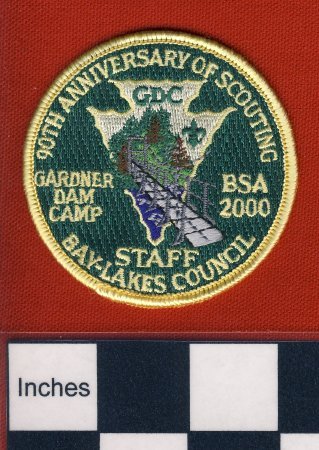 90TH ANNIVERSARY OF SCOUTING
GDC
GARDNER
DAM
CAMP
BSA
2000
STAFF
BAY-LAKES COUNCIL
Inches